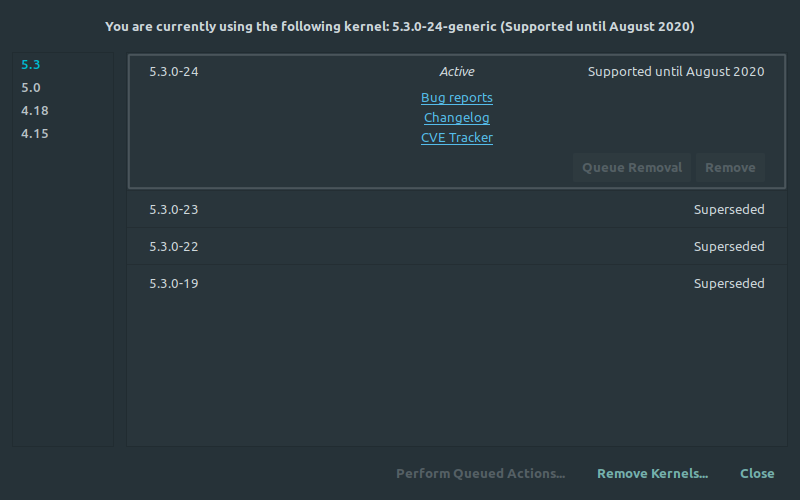 You are currently using the following kernel: 5.3.0-24-generic (Supported until August 2020)
5.3
5.0
4.18
4.15
5.3.0-24 Active Supported until August 2020
Bug reports
Changelog
CVE Tracker
Queue Removal Remove
5.3.0-23 Superseded
5.3.0-22 Superseded
5.3.0-19 Superseded
Perform Queued Actions... Remove Kernels... Close